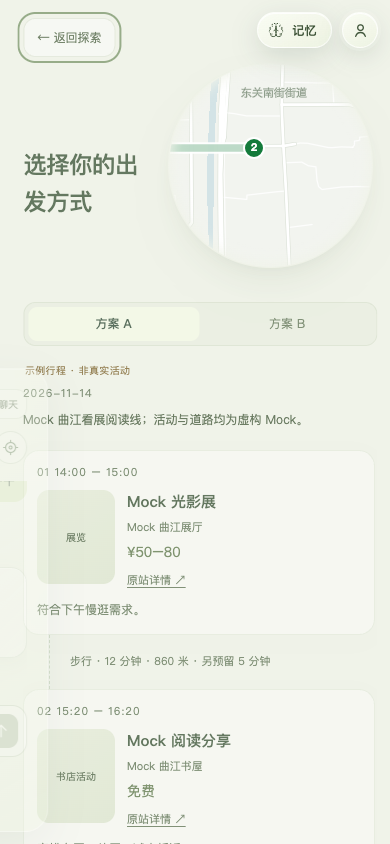 ← 返回探索
记忆
东关南街街道
2
选择你的出
发方式
方案 A
方案 B
示例行程 · 非真实活动
2026-11-14
聊天
Mock 曲江看展阅读线；活动与道路均为虚构 Mock。
01 14:00 — 15:00
展览
Mock 光影展
Mock 曲江展厅
¥50—80
原站详情 ↗
符合下午慢逛需求。
步行 · 12 分钟 · 860 米 · 另预留 5 分钟
02 15:20 — 16:20
书店活动
Mock 阅读分享
Mock 曲江书屋
免费
原站详情 ↗